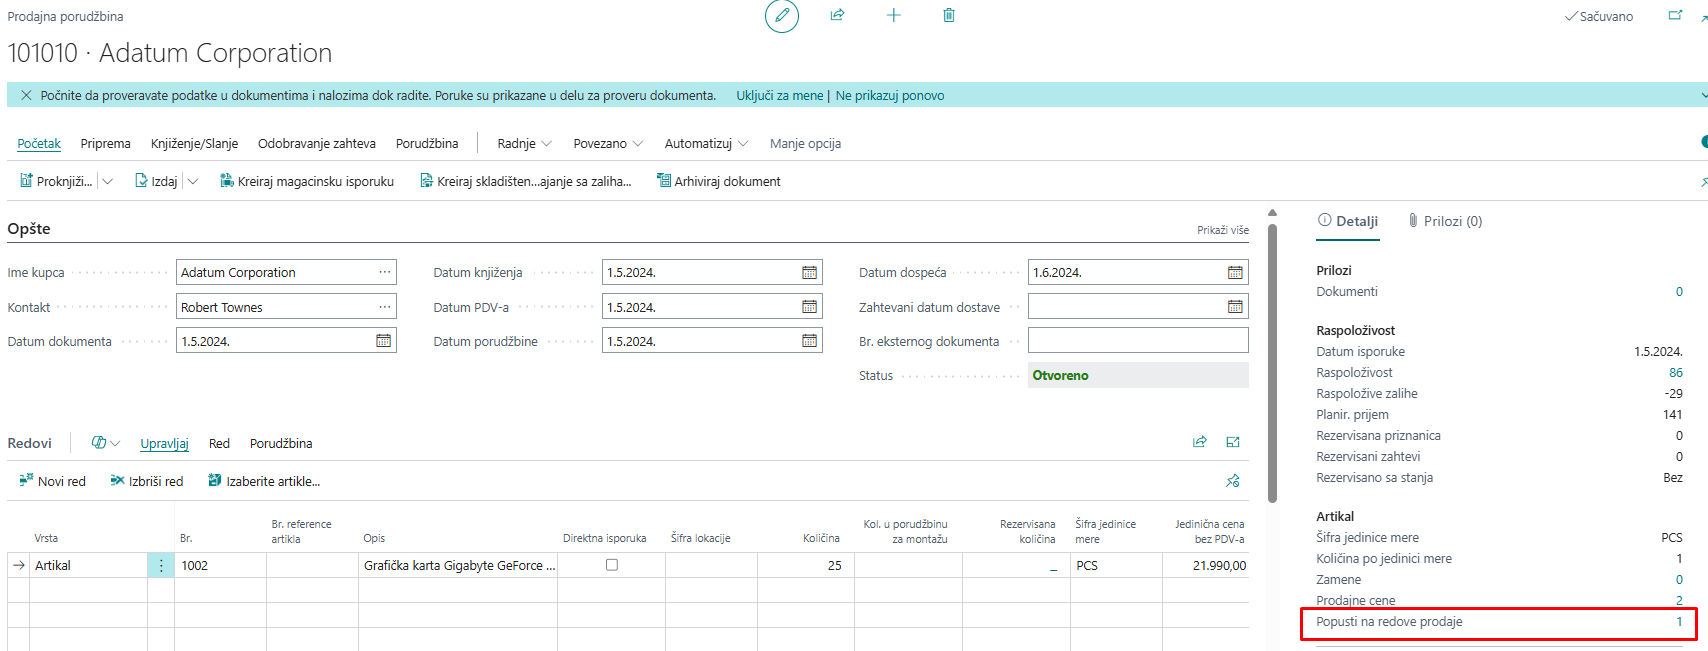 Prodajna porudžbina
Sačuvano
101010 · Adatum Corporation
Počnite da proveravate podatke u dokumentima i nalozima dok radite. Poruke su prikazane u delu za proveru dokumenta. Uključi za mene | Ne prikazuj ponovo
Početak Priprema Knjiženje/Slanje Odobravanje zahteva Porudžbina Radnje Povezano Automatizuj Manje opcija
Proknjiži... Izdaj Kreiraj magacinsku isporuku Kreiraj skladišten...ajanje sa zaliha... Arhiviraj dokument
Opšte Prikaži više
Ime kupca Adatum Corporation Datum knjiženja 1.5.2024. Datum dospeća 1.6.2024.
Kontakt Robert Townes Datum PDV-a 1.5.2024. Zahtevani datum dostave
Datum dokumenta 1.5.2024. Datum porudžbine 1.5.2024. Br. eksternog dokumenta
Status Otvoreno
Redovi Upravljaj Red Porudžbina
Novi red Izbriši red Izaberite artikle...
Vrsta Br. Br. reference artikla Opis Direktna isporuka Šifra lokacije Količina Kol. u porudžbinu za montažu Rezervisana količina Šifra jedinice mere Jedinična cena bez PDV-a
Artikal 1002 Grafička karta Gigabyte GeForce ... 25 _ PCS 21.990,00
Detalji Prilozi (0)
Prilozi
Dokumenti 0
Raspoloživost
Datum isporuke 1.5.2024.
Raspoloživost 86
Raspoložive zalihe -29
Planir. prijem 141
Rezervisana priznanica 0
Rezervisani zahtevi 0
Rezervisano sa stanja Bez
Artikal
Šifra jedinice mere PCS
Količina po jedinici mere 1
Zamene 0
Prodajne cene 2
Popusti na redove prodaje 1